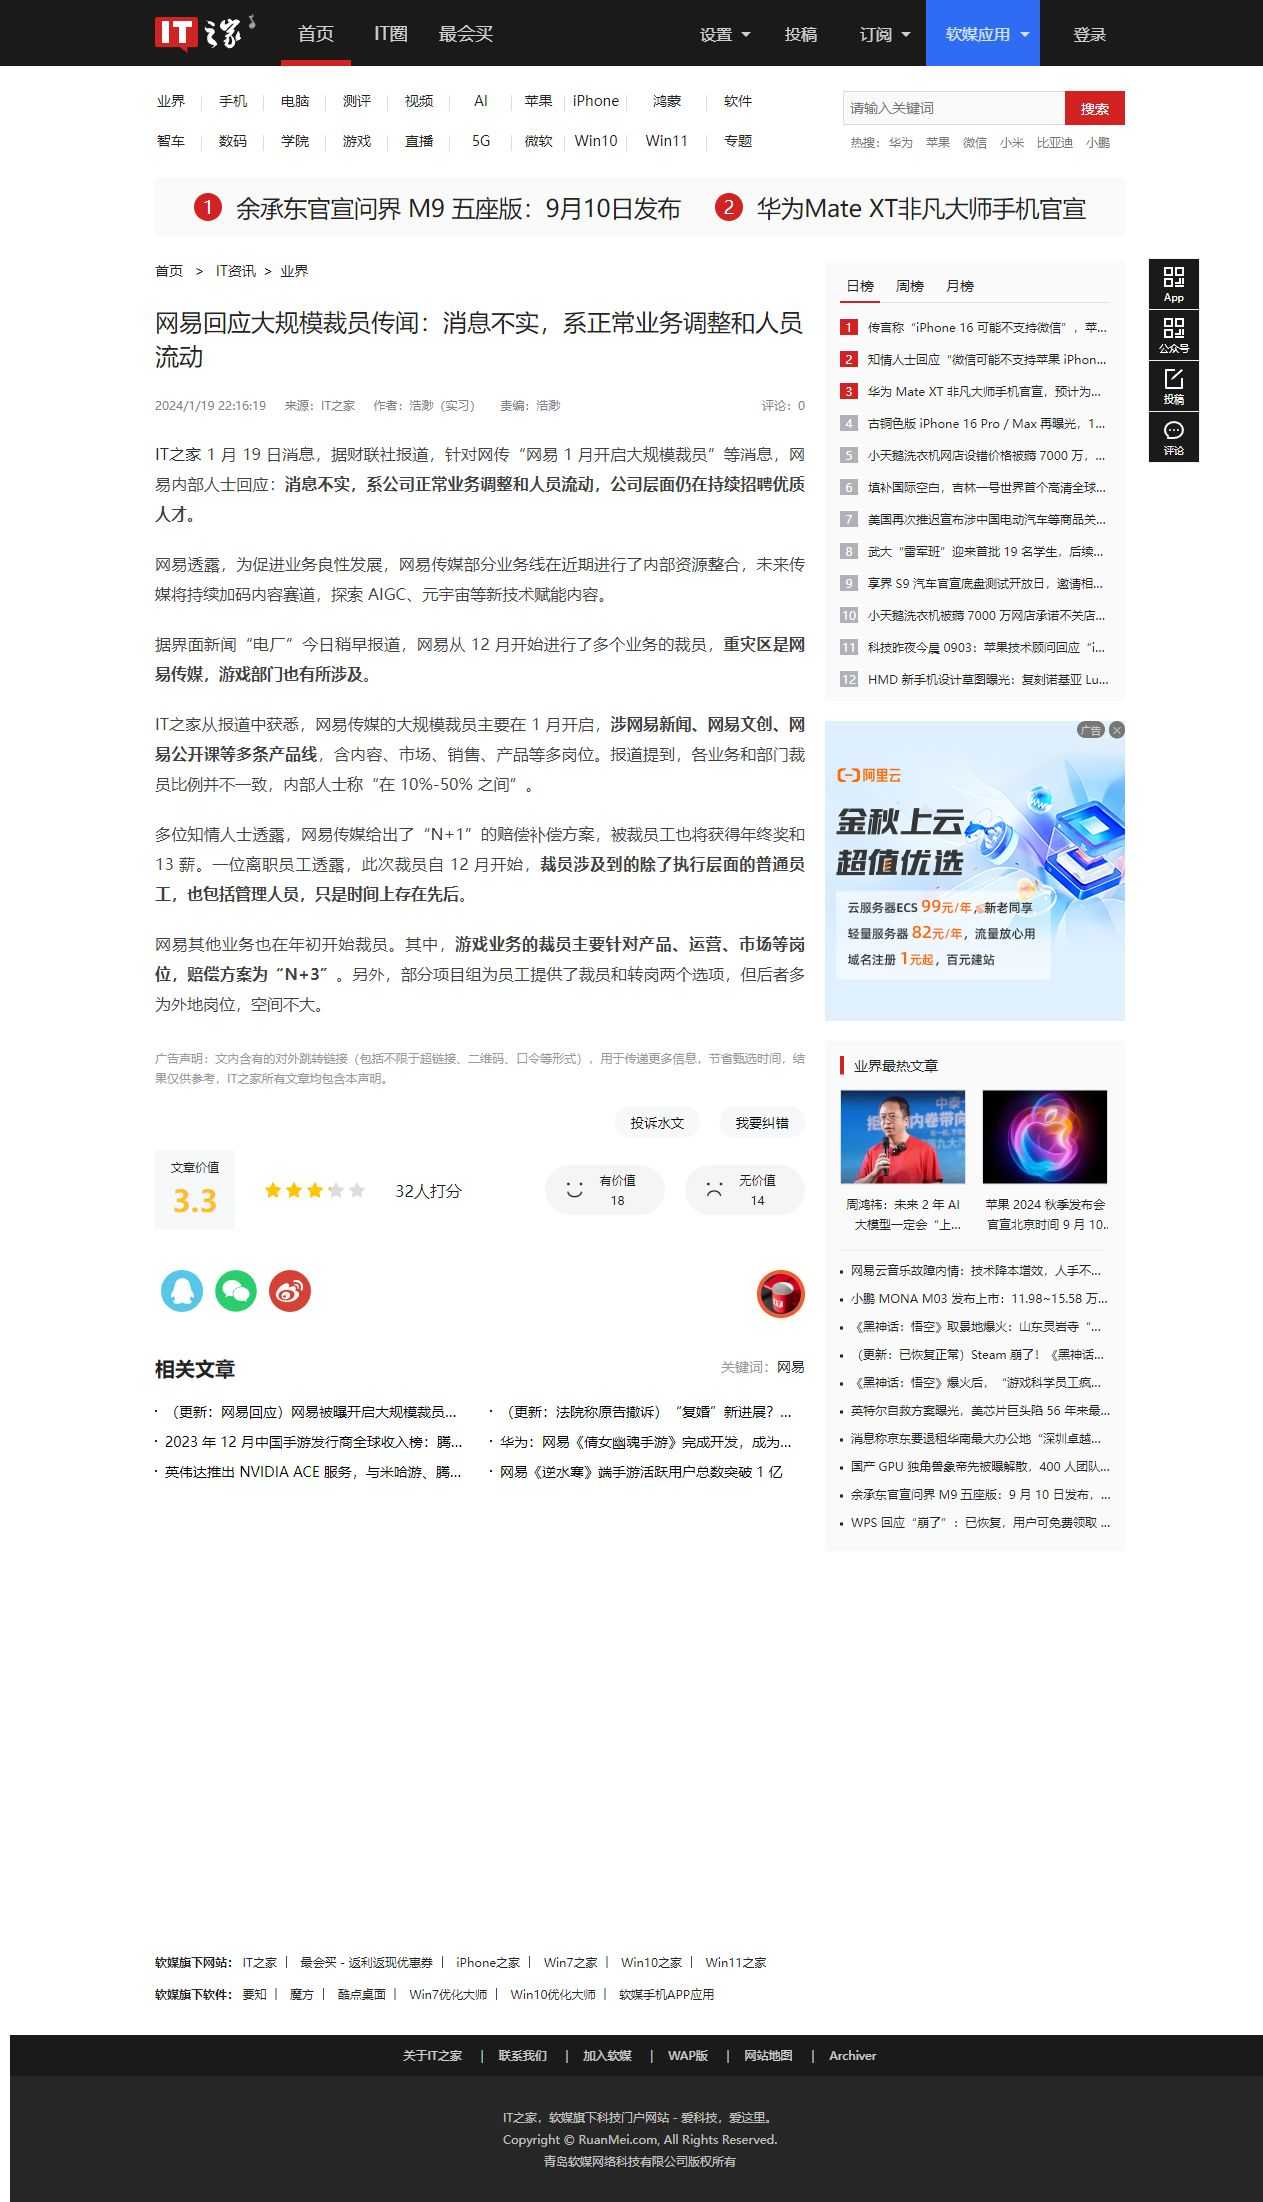 IT之家
首页 IT圈 最会买 设置 投稿 订阅 软媒应用 登录
业界 手机 电脑 测评 视频 AI 苹果 iPhone 鸿蒙 软件
请输入关键词 搜索
智车 数码 学院 游戏 直播 5G 微软 Win10 Win11 专题
热搜: 华为 苹果 微信 小米 比亚迪 小鹏
1 余承东官宣问界 M9 五座版：9月10日发布 2 华为Mate XT非凡大师手机官宣
首页 > IT资讯 > 业界
网易回应大规模裁员传闻：消息不实，系正常业务调整和人员
流动
2024/1/19 22:16:19 来源：IT之家 作者：浩渺（实习） 责编：浩渺 评论：0
IT之家 1 月 19 日消息，据财联社报道，针对网传“网易 1 月开启大规模裁员”等消息，网
易内部人士回应：消息不实，系公司正常业务调整和人员流动，公司层面仍在持续招聘优质
人才。
网易透露，为促进业务良性发展，网易传媒部分业务线在近期进行了内部资源整合，未来传
媒将持续加码内容赛道，探索 AIGC、元宇宙等新技术赋能内容。
据界面新闻“电厂”今日稍早报道，网易从 12 月开始进行了多个业务的裁员，重灾区是网
易传媒，游戏部门也有所涉及。
IT之家从报道中获悉，网易传媒的大规模裁员主要在 1 月开启，涉网易新闻、网易文创、网
易公开课等多条产品线，含内容、市场、销售、产品等多岗位。报道提到，各业务和部门裁
员比例并不一致，内部人士称“在 10%-50% 之间”。
多位知情人士透露，网易传媒给出了“N+1”的赔偿补偿方案，被裁员工也将获得年终奖和
13 薪。一位离职员工透露，此次裁员自 12 月开始，裁员涉及到的除了执行层面的普通员
工，也包括管理人员，只是时间上存在先后。
网易其他业务也在年初开始裁员。其中，游戏业务的裁员主要针对产品、运营、市场等岗
位，赔偿方案为“N+3”。另外，部分项目组为员工提供了裁员和转岗两个选项，但后者多
为外地岗位，空间不大。
广告声明：文内含有的对外跳转链接（包括不限于超链接、二维码、口令等形式），用于传递更多信息，节省甄选时间，结
果仅供参考，IT之家所有文章均包含本声明。
投诉水文 我要纠错
文章价值
3.3
32人打分
有价值
18
无价值
14
相关文章 关键词：网易
· （更新：网易回应）网易被曝开启大规模裁员...
· （更新：法院称原告撤诉）“复婚”新进展？...
· 2023 年 12 月中国手游发行商全球收入榜：腾...
· 华为：网易《倩女幽魂手游》完成开发，成为...
· 英伟达推出 NVIDIA ACE 服务，与米哈游、腾...
· 网易《逆水寒》端手游活跃用户总数突破 1 亿
日榜 周榜 月榜
1 传言称“iPhone 16 可能不支持微信”，苹...
2 知情人士回应“微信可能不支持苹果 iPhon...
3 华为 Mate XT 非凡大师手机官宣，预计为...
4 古铜色版 iPhone 16 Pro / Max 再曝光，1...
5 小天鹅洗衣机网店设错价格被薅 7000 万，...
6 填补国际空白，吉林一号世界首个高清全球...
7 美国再次推迟宣布涉中国电动汽车等商品关...
8 武大“雷军班”迎来首批 19 名学生，后续...
9 享界 S9 汽车官宣底盘测试开放日，邀请相...
10 小天鹅洗衣机被薅 7000 万网店承诺不关店...
11 科技昨夜今晨 0903：苹果技术顾问回应“i...
12 HMD 新手机设计草图曝光：复刻诺基亚 Lu...
广告 ×
阿里云
金秋上云
超值优选
云服务器ECS 99元/年，新老同享
轻量服务器 82元/年，流量放心用
域名注册 1元起，百元建站
业界最热文章
周鸿祎：未来 2 年 AI
大模型一定会“上...
苹果 2024 秋季发布会
官宣北京时间 9 月 10..
网易云音乐故障内情：技术降本增效，人手不...
小鹏 MONA M03 发布上市：11.98~15.58 万...
《黑神话：悟空》取景地爆火：山东灵岩寺“...
（更新：已恢复正常）Steam 崩了！《黑神话...
《黑神话：悟空》爆火后，“游戏科学员工疯...
英特尔自救方案曝光，美芯片巨头陷 56 年来最...
消息称京东要退租华南最大办公地“深圳卓越...
国产 GPU 独角兽象帝先被曝解散，400 人团队...
余承东官宣问界 M9 五座版：9 月 10 日发布，...
WPS 回应“崩了”：已恢复，用户可免费领取 ...
App
公众号
投稿
评论
软媒旗下网站： IT之家 | 最会买 - 返利返现优惠券 | iPhone之家 | Win7之家 | Win10之家 | Win11之家
软媒旗下软件： 要知 | 魔方 | 酷点桌面 | Win7优化大师 | Win10优化大师 | 软媒手机APP应用
关于IT之家 | 联系我们 | 加入软媒 | WAP版 | 网站地图 | Archiver
IT之家，软媒旗下科技门户网站 - 爱科技，爱这里。
Copyright © RuanMei.com, All Rights Reserved.
青岛软媒网络科技有限公司版权所有